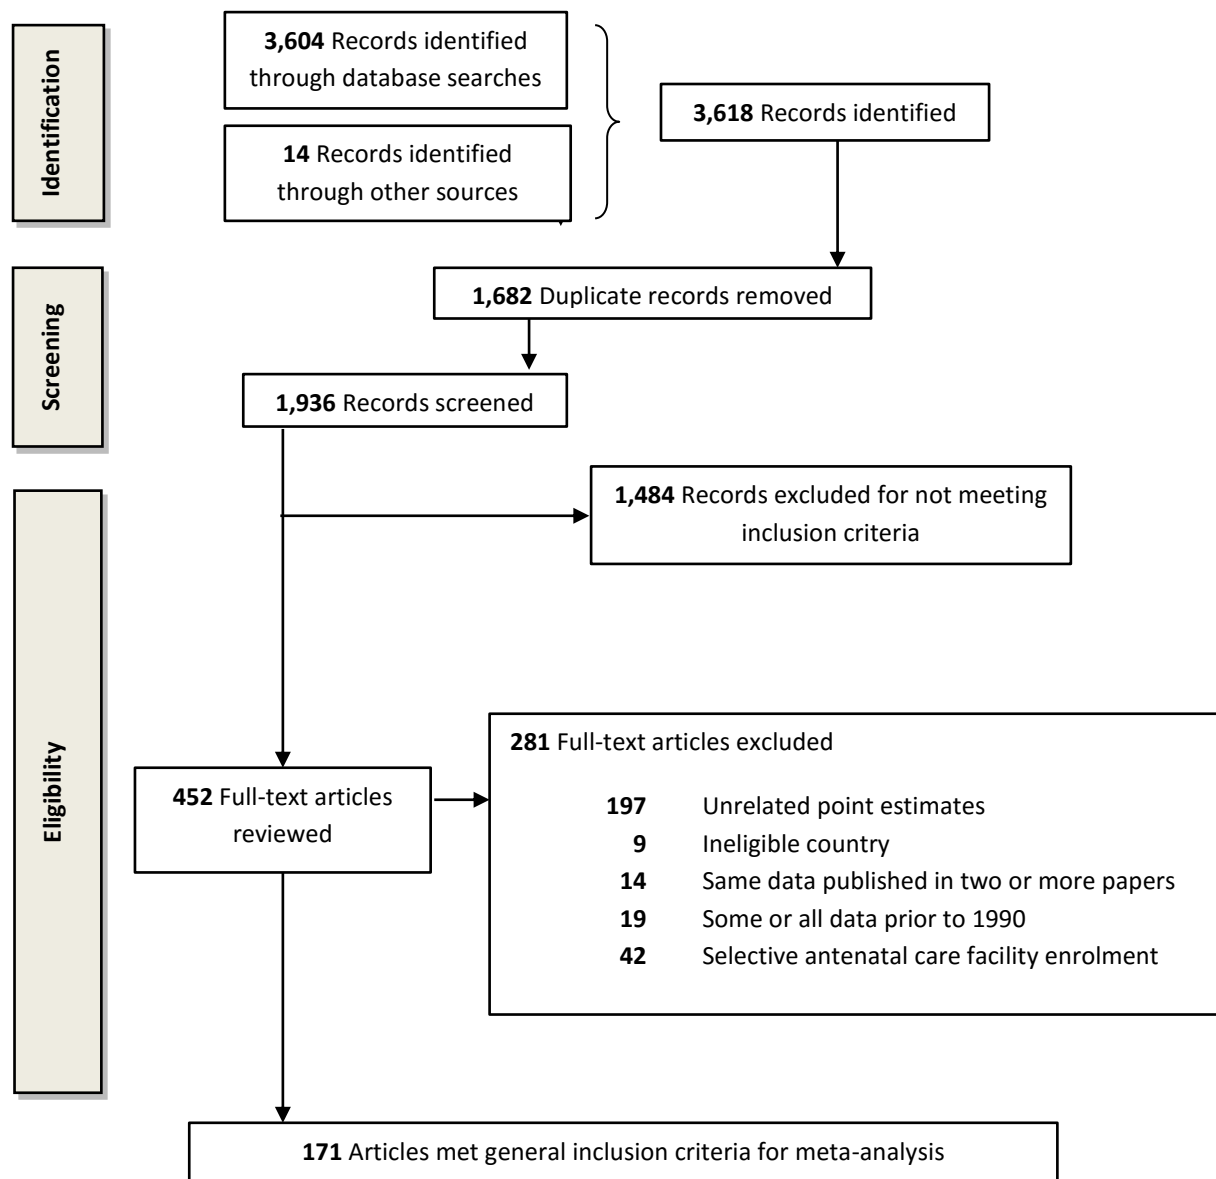 Identification
3,604 Records identified
through database searches
14 Records identified
through other sources
3,618 Records identified
Screening
1,682 Duplicate records removed
1,936 Records screened
Eligibility
1,484 Records excluded for not meeting
inclusion criteria
452 Full-text articles
reviewed
281 Full-text articles excluded
197 Unrelated point estimates
9 Ineligible country
14 Same data published in two or more papers
19 Some or all data prior to 1990
42 Selective antenatal care facility enrolment
171 Articles met general inclusion criteria for meta-analysis